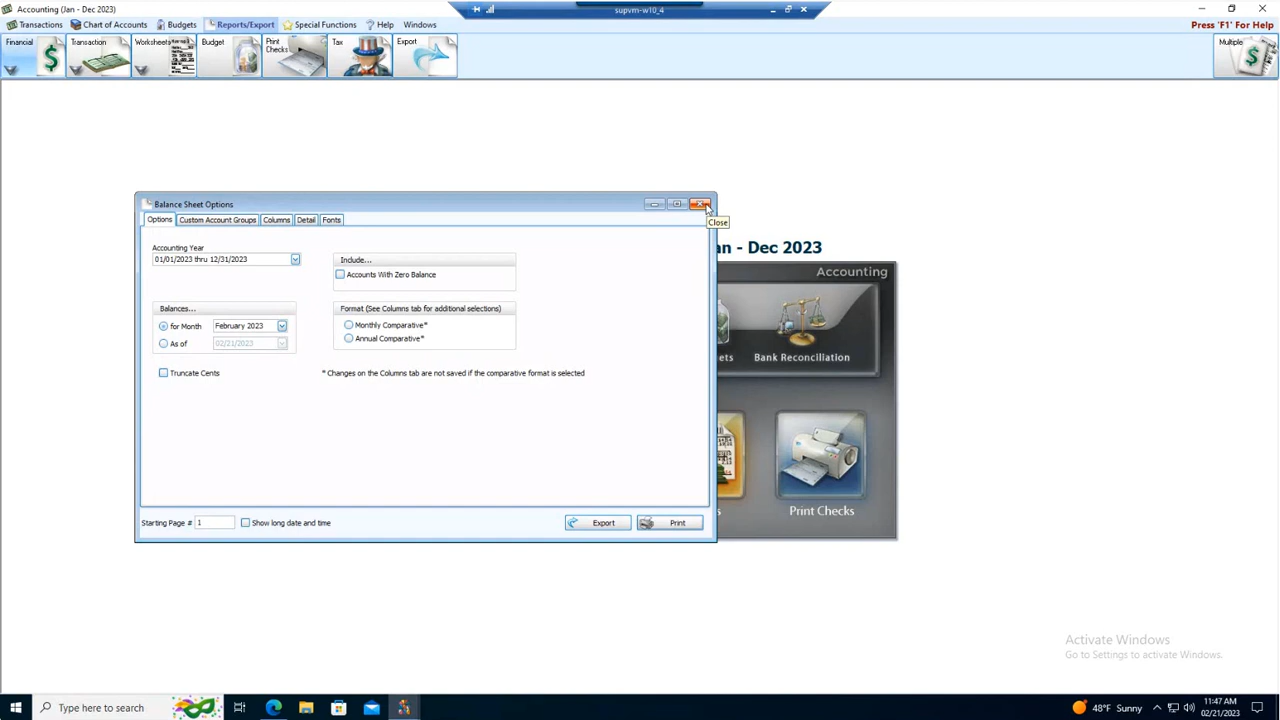 Accounting (Jan - Dec 2023)
supvm-w10_4
Transactions Chart of Accounts Budgets Reports/Export Special Functions Help Windows
Press 'F1' For Help
Financial Transaction Worksheets Budget Print Checks Tax Export Multiple
Balance Sheet Options
Close
Options Custom Account Groups Columns Detail Fonts
an - Dec 2023
Accounting Year
01/01/2023 thru 12/31/2023
Include...
Accounts With Zero Balance
Accounting
Balances...
for Month February 2023
As of 02/21/2023
Format (See Columns tab for additional selections)
Monthly Comparative*
Annual Comparative*
ets Bank Reconciliation
Truncate Cents
* Changes on the Columns tab are not saved if the comparative format is selected
s Print Checks
Starting Page # 1 Show long date and time Export Print
Activate Windows
Go to Settings to activate Windows.
Type here to search
48°F Sunny
11:47 AM
02/21/2023